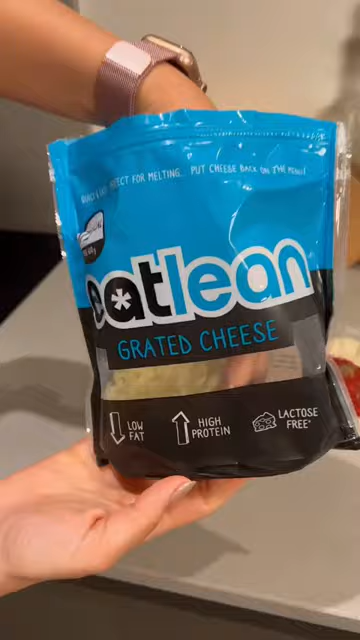 PERFECT FOR MELTING... PUT CHEESE BACK ON THE MENU!
eatlean
GRATED CHEESE
LOW FAT
HIGH PROTEIN
LACTOSE FREE*